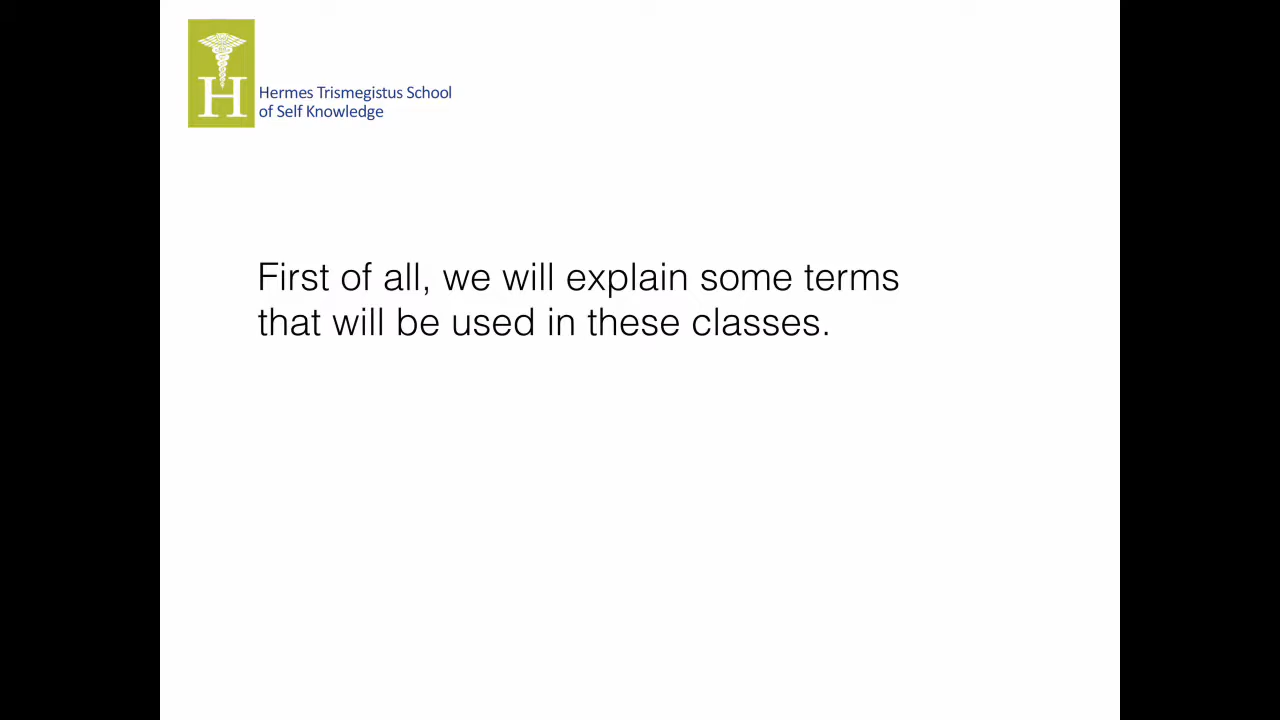 H
Hermes Trismegistus School
of Self Knowledge
First of all, we will explain some terms
that will be used in these classes.